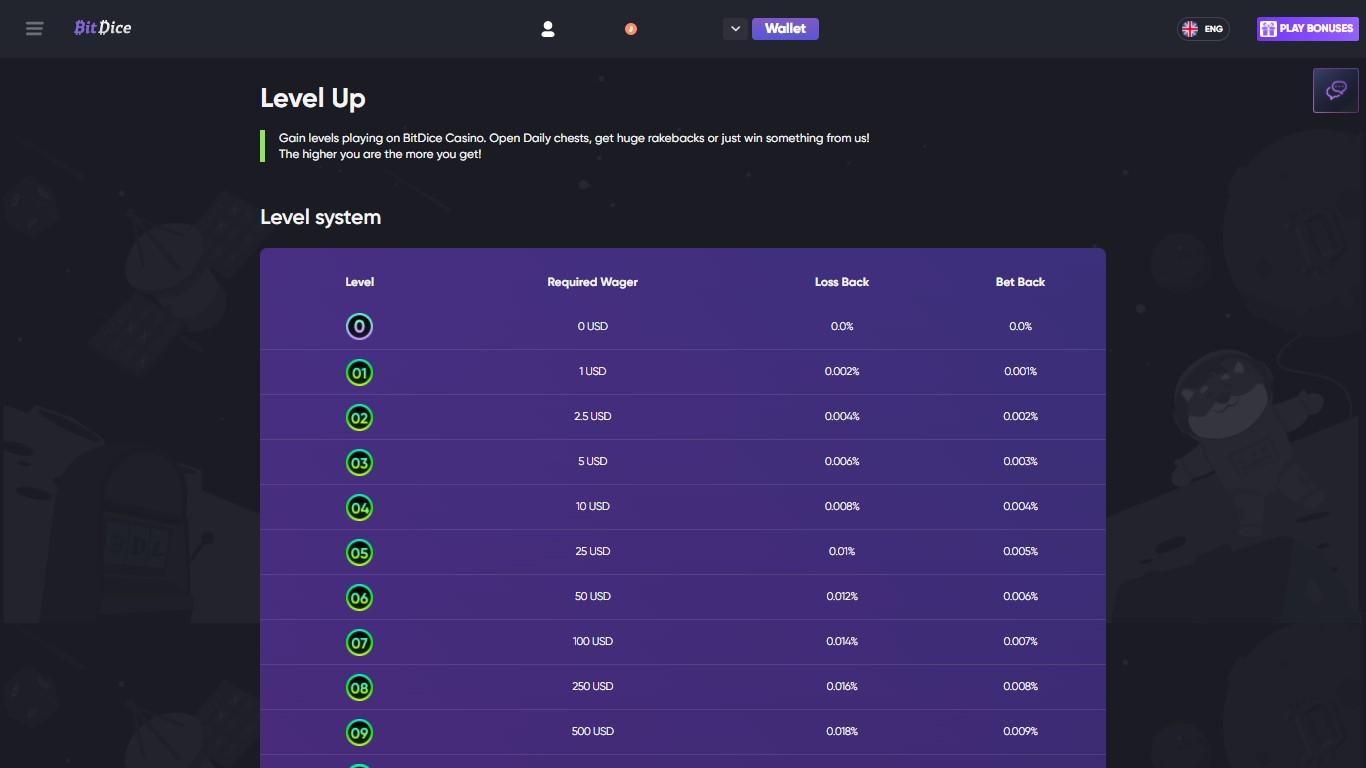 BitDice
Wallet
ENG
PLAY BONUSES
Level Up
Gain levels playing on BitDice Casino. Open Daily chests, get huge rakebacks or just win something from us!
The higher you are the more you get!
Level system
Level Required Wager Loss Back Bet Back
0 0 USD 0.0% 0.0%
01 1 USD 0.002% 0.001%
02 2.5 USD 0.004% 0.002%
03 5 USD 0.006% 0.003%
04 10 USD 0.008% 0.004%
05 25 USD 0.01% 0.005%
06 50 USD 0.012% 0.006%
07 100 USD 0.014% 0.007%
08 250 USD 0.016% 0.008%
09 500 USD 0.018% 0.009%